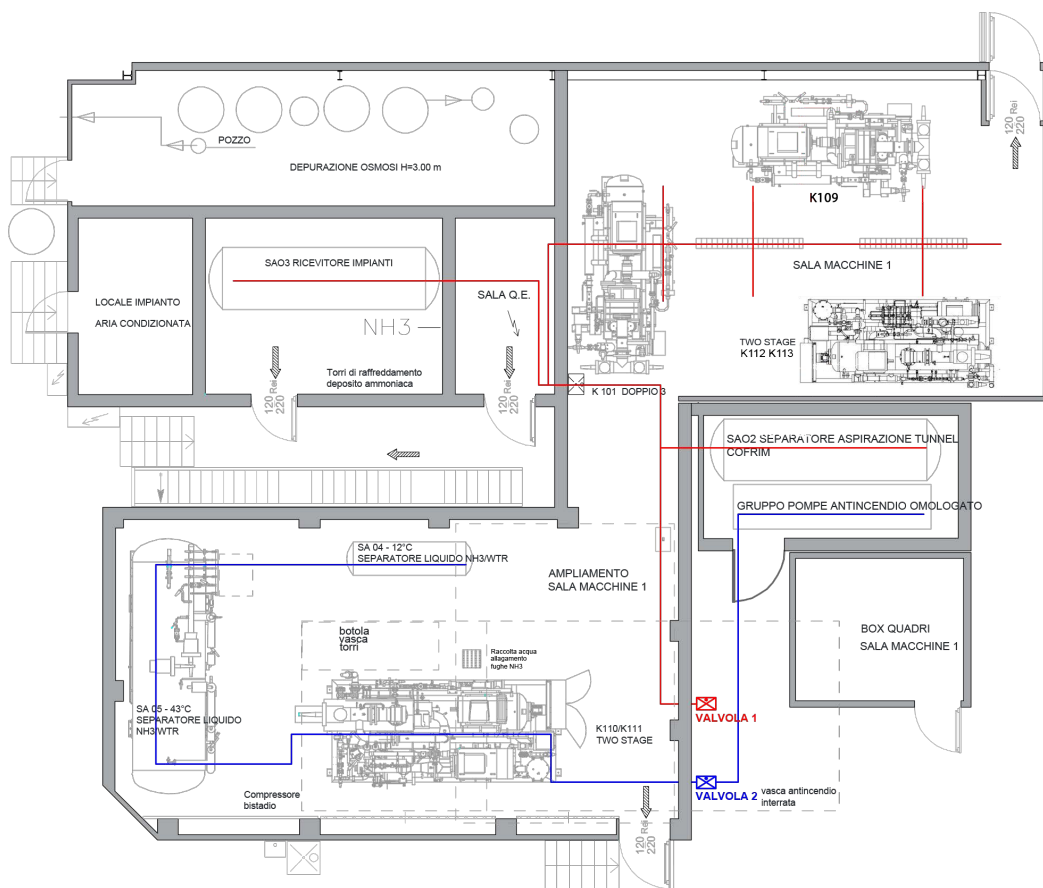 POZZO
DEPURAZIONE OSMOSI H=3.00 m
120 Rei
220
K109
SAO3 RICEVITORE IMPIANTI
SALA MACCHINE 1
LOCALE IMPIANTO
ARIA CONDIZIONATA
SALA Q.E.
NH3
TWO STAGE
K112 K113
Torri di raffreddamento
deposito ammoniaca
120 Rei
220
120 Rei
220
K 101 DOPPIO 3
SAO2 SEPARATORE ASPIRAZIONE TUNNEL
COFRIM
GRUPPO POMPE ANTINCENDIO OMOLOGATO
SA 04 - 12°C
SEPARATORE LIQUIDO NH3/WTR
AMPLIAMENTO
SALA MACCHINE 1
botola
vasca
torri
Raccolta acqua
allagamento
fughe NH3
BOX QUADRI
SALA MACCHINE 1
SA 05 - 43°C
SEPARATORE LIQUIDO
NH3/WTR
K110/K111
TWO STAGE
VALVOLA 1
Compressore
bistadio
VALVOLA 2
vasca antincendio
interrata
120 Rei
220